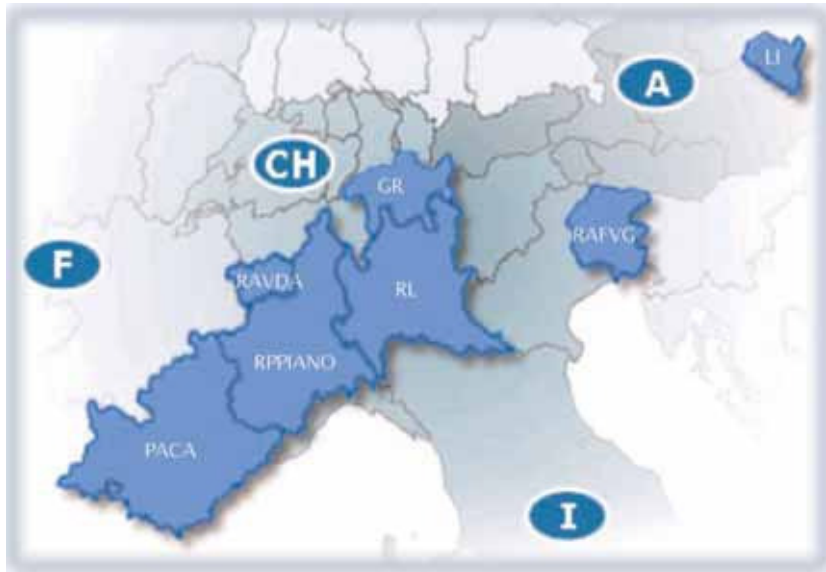 LI
A
CH
GR
RAFVG
F
RAVDA
RL
RPPIANO
PACA
I